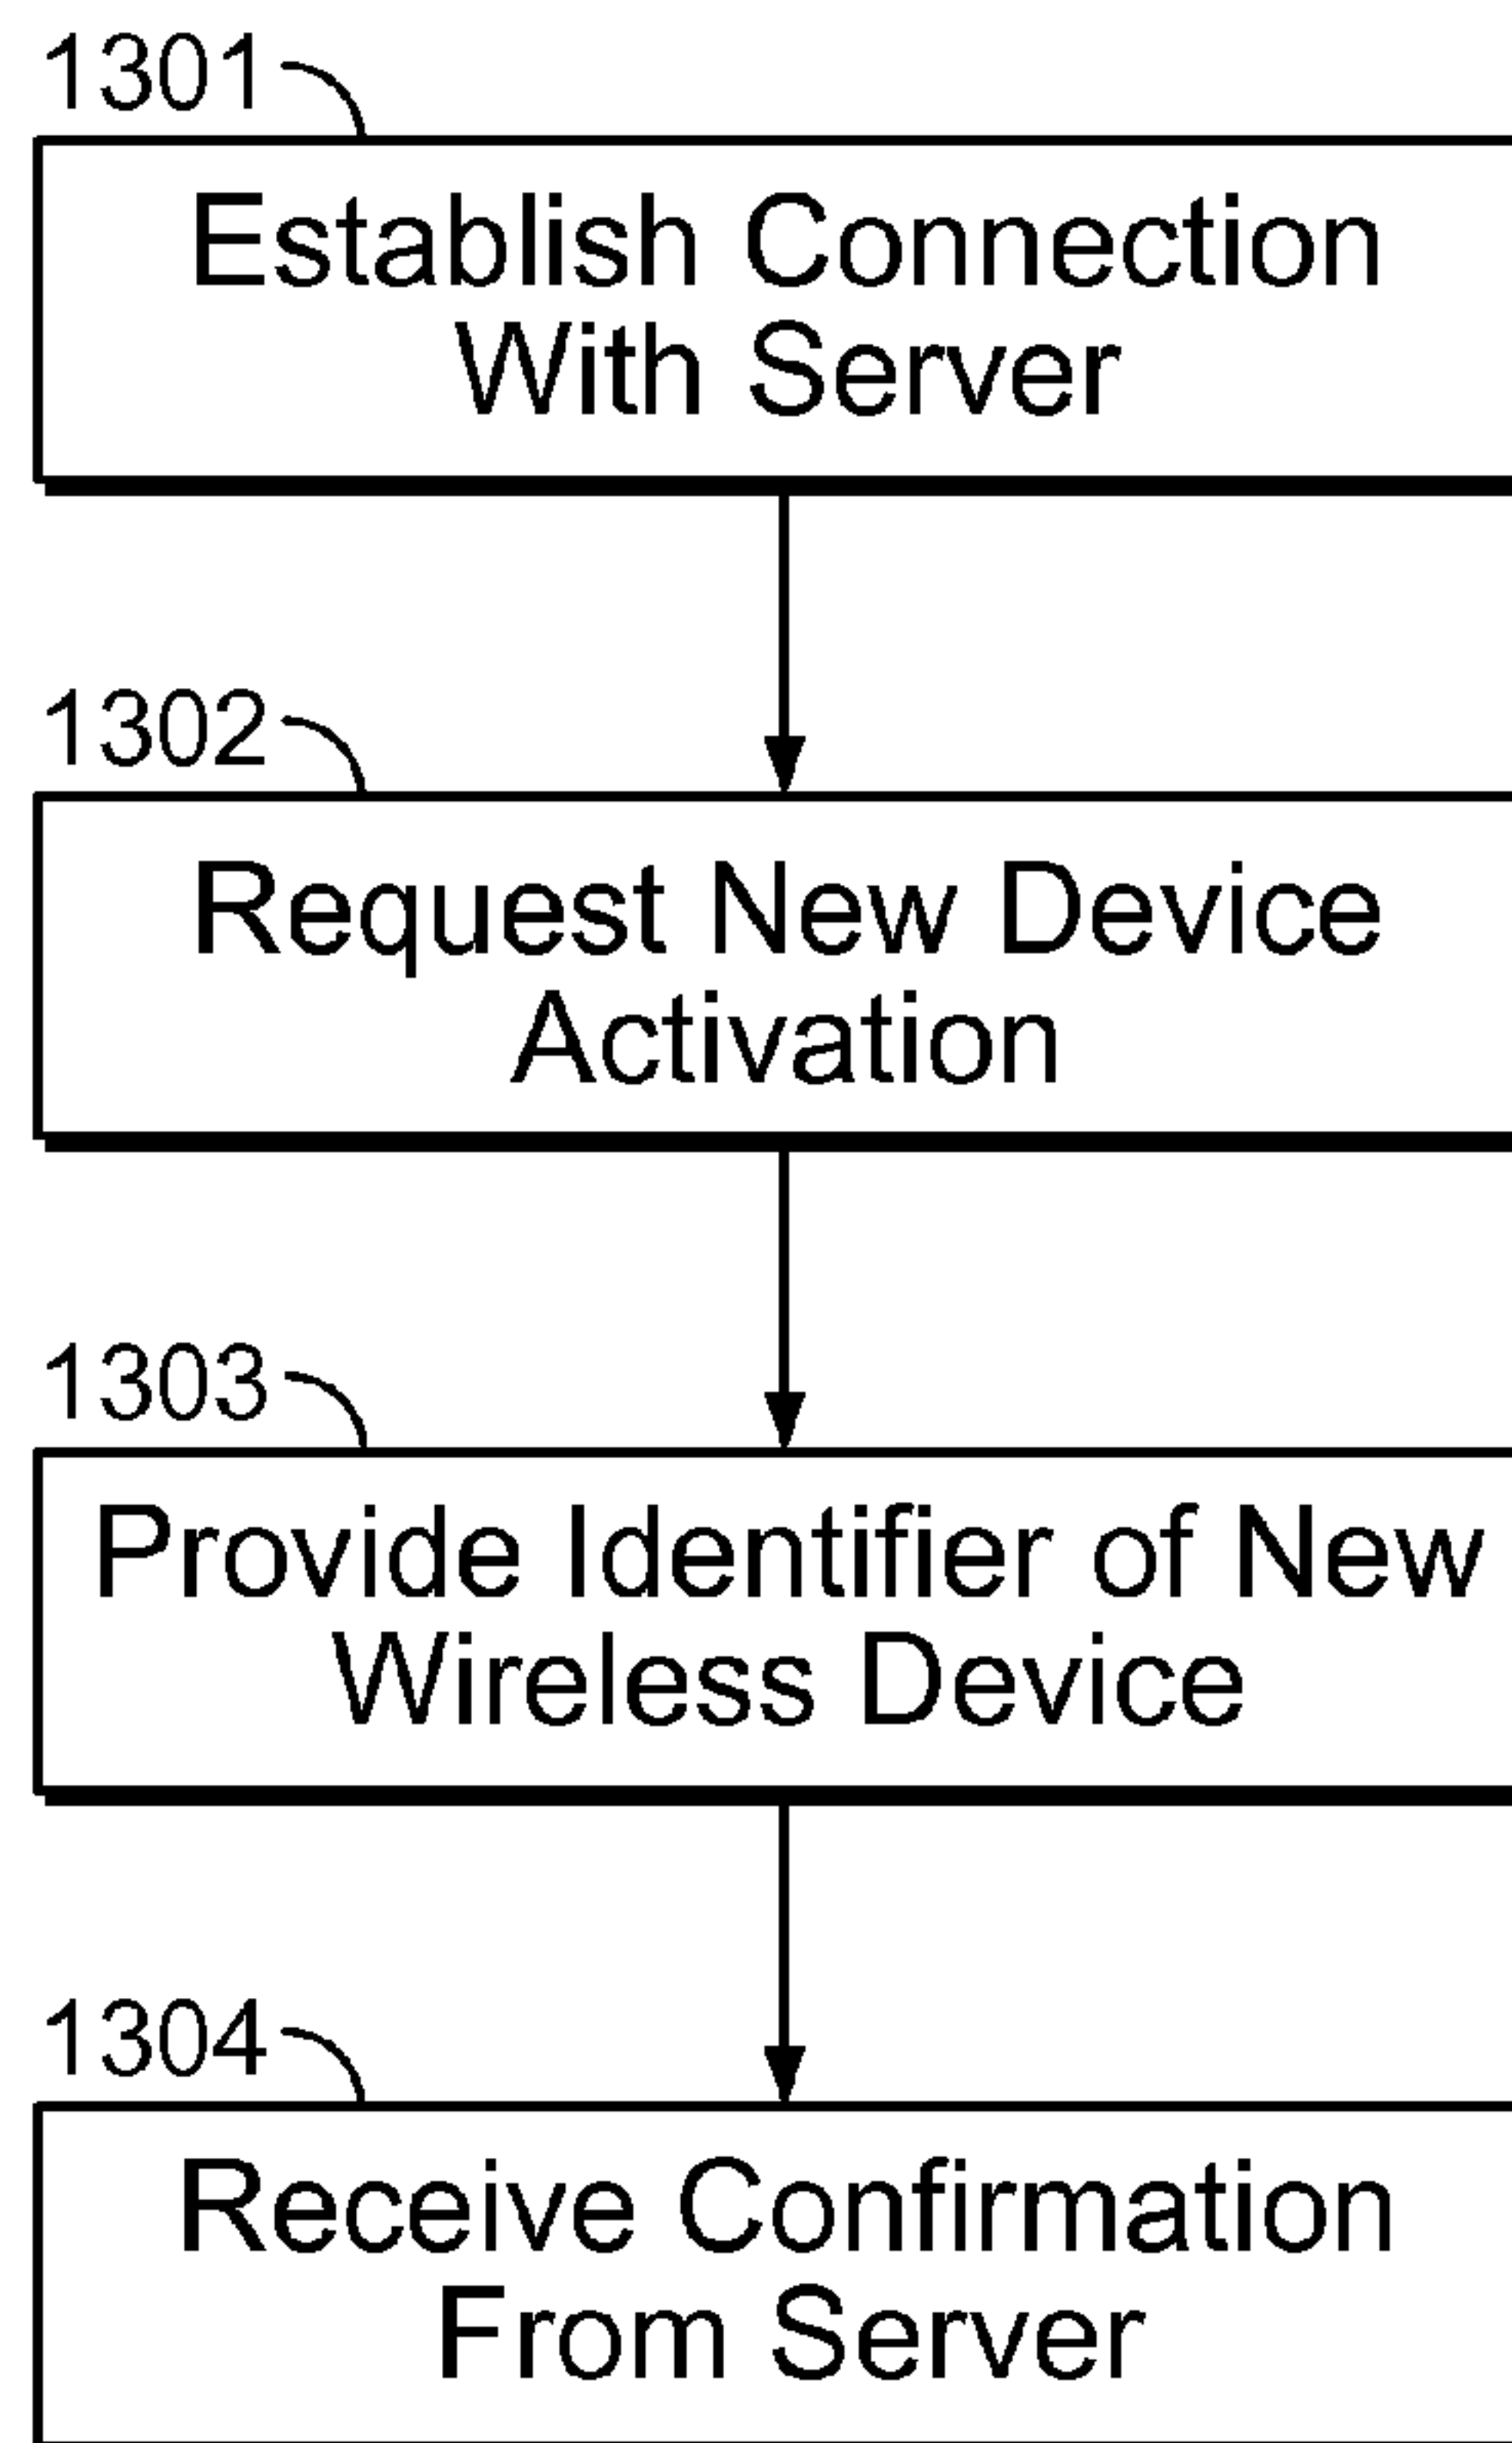 1301
Establish Connection
With Server
1302
Request New Device
Activation
1303
Provide Identifier of New
Wireless Device
1304
Receive Confirmation
From Server